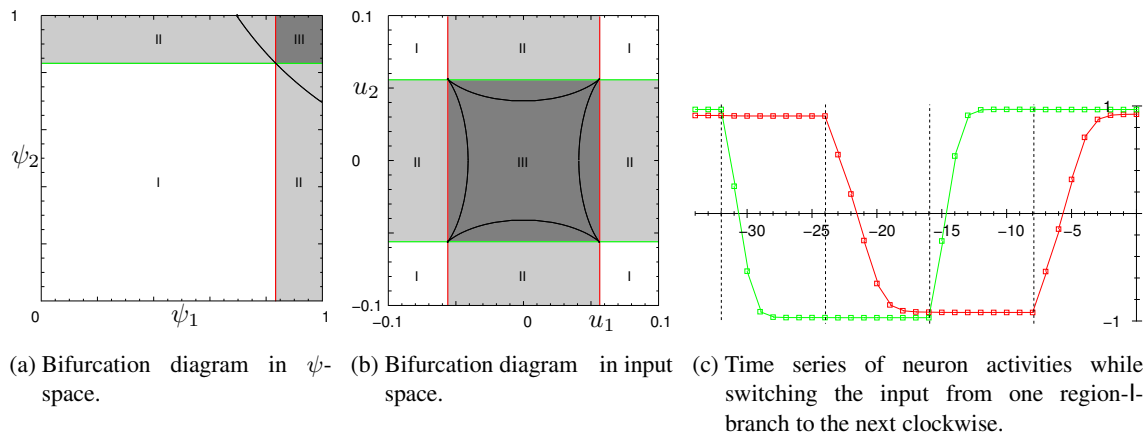 1
II
III
ψ2
I
II
0
ψ1
1
0.1
I
II
I
u2
0
II
III
II
I
II
I
−0.1
−0.1
0
u1
0.1
1
−30
−25
−20
−15
−10
−5
−1
(a) Bifurcation diagram in ψ-
space.
(b) Bifurcation diagram in input
space.
(c) Time series of neuron activities while
switching the input from one region-I-
branch to the next clockwise.